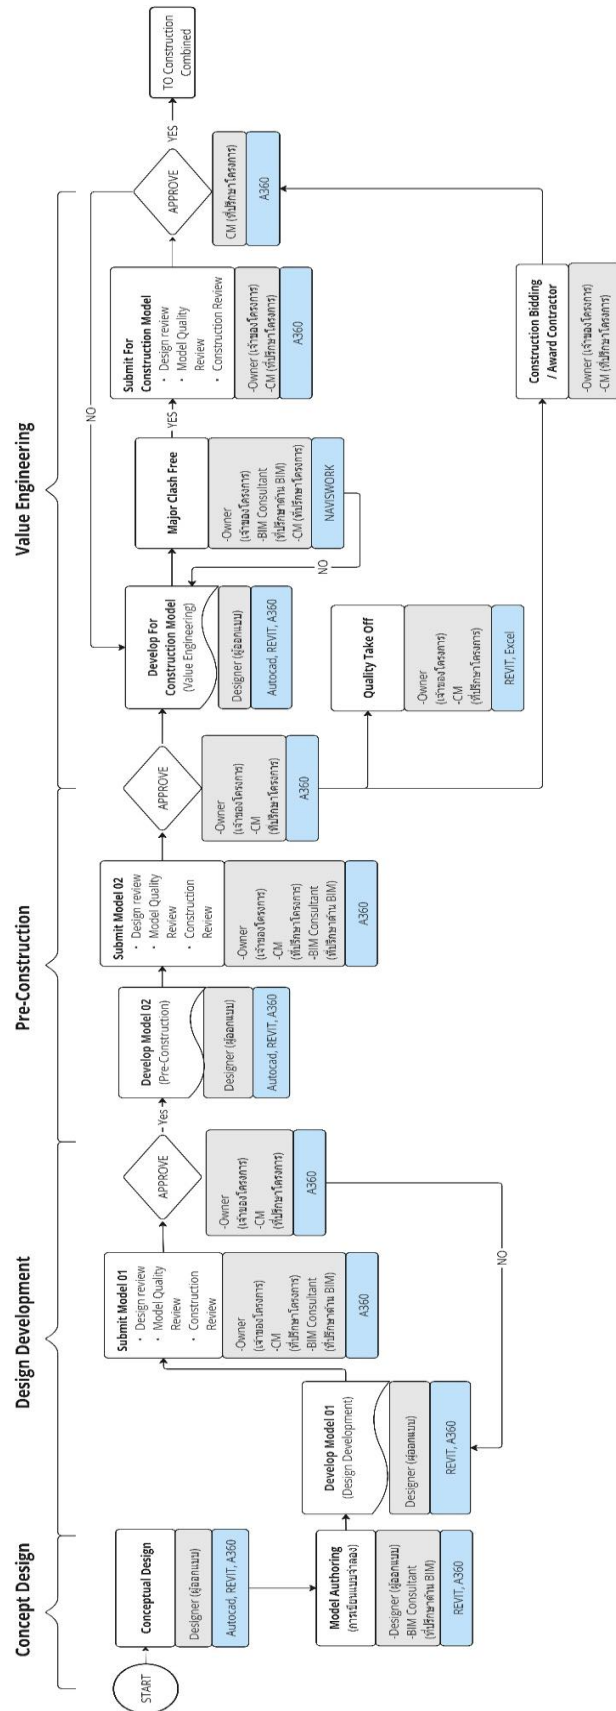 Concept Design
Design Development
Pre-Construction
Value Engineering
START
Conceptual Design
Designer (ผู้ออกแบบ)
Autocad, REVIT, A360
Model Authoring
(การเขียนแบบจำลอง)
-Designer (ผู้ออกแบบ)
-BIM Consultant
(ที่ปรึกษาด้าน BIM)
REVIT, A360
Develop Model 01
(Design Development)
Designer (ผู้ออกแบบ)
REVIT, A360
Submit Model 01
• Design review
• Model Quality
Review
• Construction
Review
-Owner
(เจ้าของโครงการ)
-CM
(ที่ปรึกษาโครงการ)
-BIM Consultant
(ที่ปรึกษาด้าน BIM)
A360
APPROVE
-Owner
(เจ้าของโครงการ)
-CM
(ที่ปรึกษาโครงการ)
A360
NO
Yes
Develop Model 02
(Pre-Construction)
Designer (ผู้ออกแบบ)
Autocad, REVIT, A360
Submit Model 02
• Design review
• Model Quality
Review
• Construction
Review
-Owner
(เจ้าของโครงการ)
-CM
(ที่ปรึกษาโครงการ)
-BIM Consultant
(ที่ปรึกษาด้าน BIM)
A360
APPROVE
-Owner
(เจ้าของโครงการ)
-CM
(ที่ปรึกษาโครงการ)
A360
Develop For
Construction Model
(Value Engineering)
Designer (ผู้ออกแบบ)
Autocad, REVIT, A360
Quality Take Off
-Owner
(เจ้าของโครงการ)
-CM
(ที่ปรึกษาโครงการ)
REVIT, Excel
Major Clash Free
-Owner
(เจ้าของโครงการ)
-BIM Consultant
(ที่ปรึกษาด้าน BIM)
-CM (ที่ปรึกษาโครงการ)
NAVISWORK
NO
YES
Submit For
Construction Model
• Design review
• Model Quality
Review
• Construction Review
-Owner (เจ้าของโครงการ)
-CM (ที่ปรึกษาโครงการ)
A360
NO
APPROVE
CM (ที่ปรึกษาโครงการ)
A360
Construction Bidding
/ Award Contractor
-Owner (เจ้าของโครงการ)
-CM (ที่ปรึกษาโครงการ)
YES
TO Construction
Combined